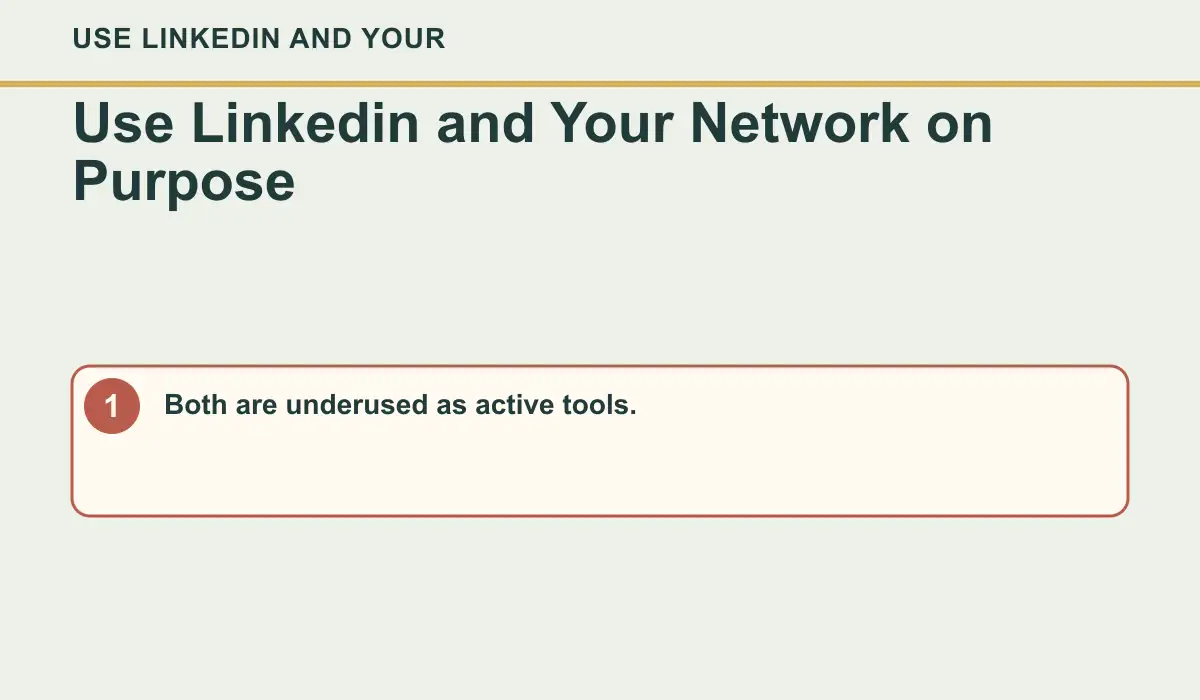 USE LINKEDIN AND YOUR
Use Linkedin and Your Network on
Purpose
1 Both are underused as active tools.